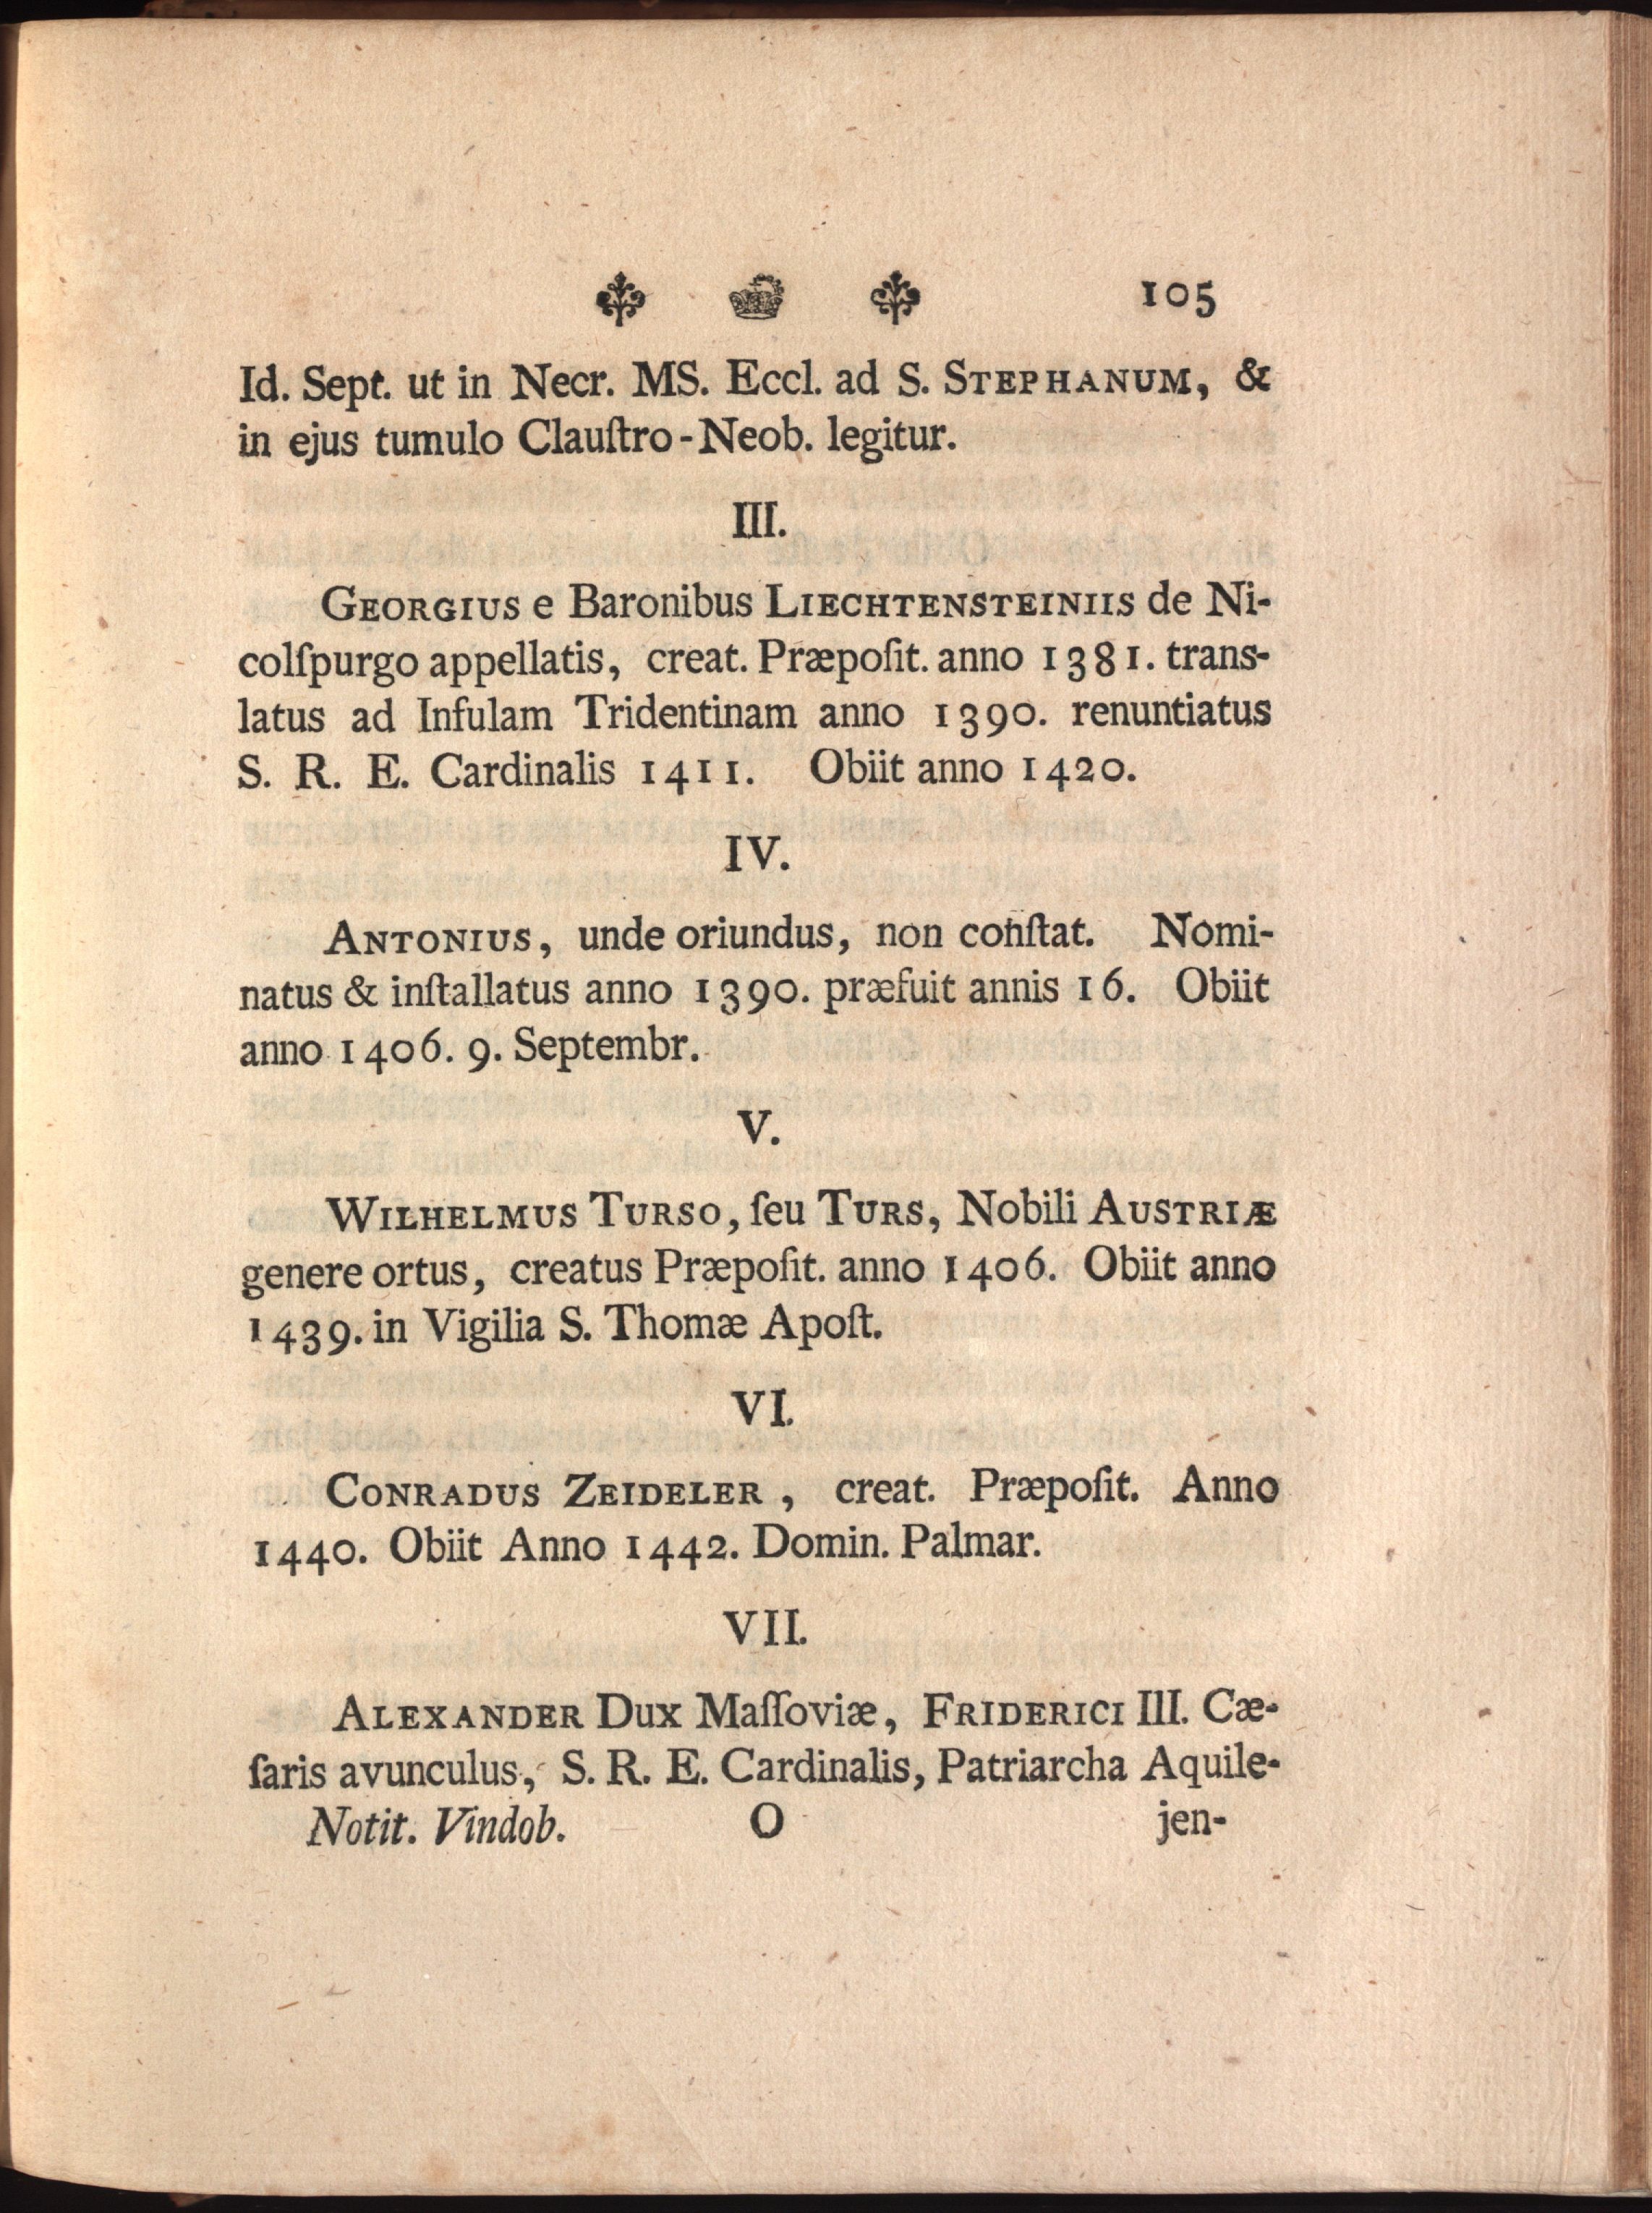 105
Id. Sept. ut in Necr. MS. Eccl. ad S. STEPHANUM, &
in ejus tumulo Clauſtro-Neob. legitur.
III.
GEORGIUS e Baronibus LIECHTENSTEINIIS de Ni-
colſpurgo appellatis, creat. Præpoſit. anno 1381. trans-
latus ad Infulam Tridentinam anno 1390. renuntiatus
S. R. E. Cardinalis 1411. Obiit anno 1420.
IV.
ANTONIUS, unde oriundus, non conſtat. Nomi-
natus & inſtallatus anno 1390. præfuit annis 16. Obiit
anno 1406. 9. Septembr.
V.
WILHELMUS TURSO, ſeu TURS, Nobili AUSTRIÆ
genere ortus, creatus Præpoſit. anno 1406. Obiit anno
1439. in Vigilia S. Thomæ Apoſt.
VI.
CONRADUS ZEIDELER, creat. Præpoſit. Anno
1440. Obiit Anno 1442. Domin. Palmar.
VII.
ALEXANDER Dux Maſſoviæ, FRIDERICI III. Cæ-
ſaris avunculus, S. R. E. Cardinalis, Patriarcha Aquile-
Notit. Vindob. O jen-